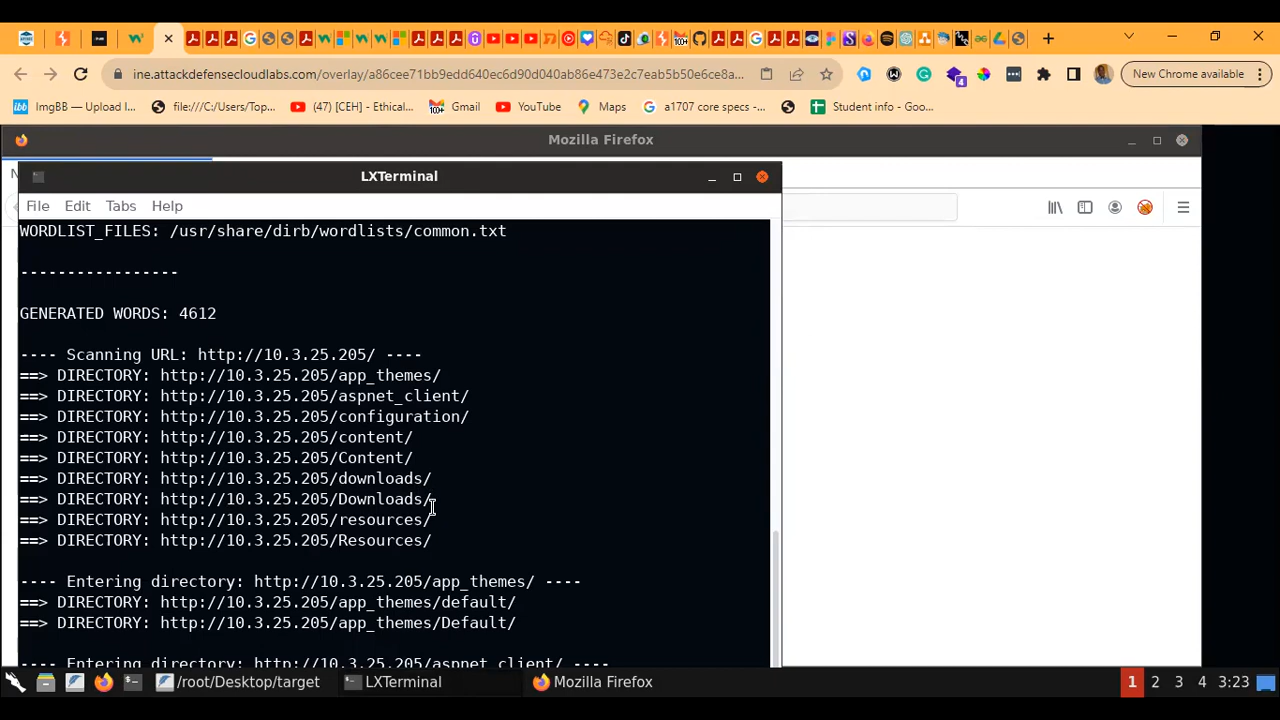 ine.attackdefensecloudlabs.com/overlay/a86cee71bb9edd640ec6d90d040ab86e473e2c7eab5b50e6ce8a...
New Chrome available
ImgBB — Upload I...
file:///C:/Users/Top...
(47) [CEH] - Ethical...
Gmail
YouTube
Maps
a1707 core specs -...
Student info - Goo...
Mozilla Firefox
LXTerminal
File Edit Tabs Help
WORDLIST_FILES: /usr/share/dirb/wordlists/common.txt
-----------------
GENERATED WORDS: 4612
---- Scanning URL: http://10.3.25.205/ ----
==> DIRECTORY: http://10.3.25.205/app_themes/
==> DIRECTORY: http://10.3.25.205/aspnet_client/
==> DIRECTORY: http://10.3.25.205/configuration/
==> DIRECTORY: http://10.3.25.205/content/
==> DIRECTORY: http://10.3.25.205/Content/
==> DIRECTORY: http://10.3.25.205/downloads/
==> DIRECTORY: http://10.3.25.205/Downloads/
==> DIRECTORY: http://10.3.25.205/resources/
==> DIRECTORY: http://10.3.25.205/Resources/
---- Entering directory: http://10.3.25.205/app_themes/ ----
==> DIRECTORY: http://10.3.25.205/app_themes/default/
==> DIRECTORY: http://10.3.25.205/app_themes/Default/
---- Entering directory: http://10.3.25.205/aspnet_client/ ----
/root/Desktop/target
LXTerminal
Mozilla Firefox
1 2 3 4 3:23